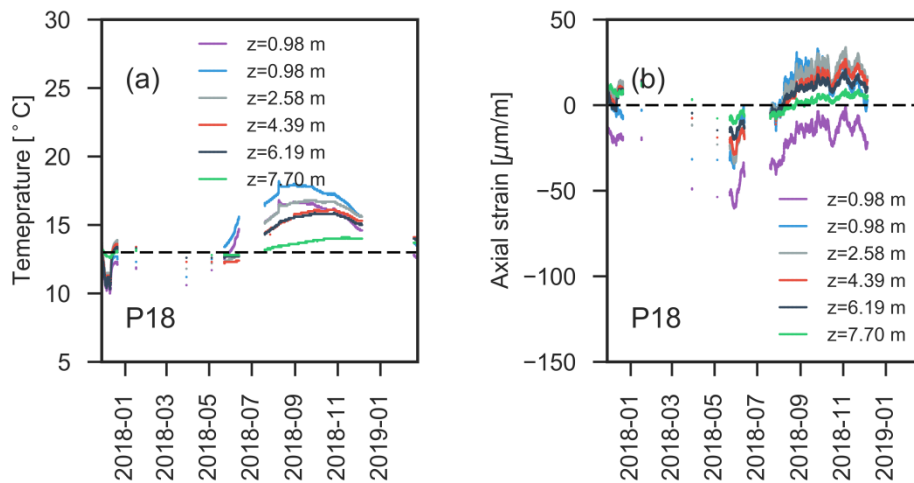 30
25
20
15
10
5
Temeprature [ °C]
(a)
z=0.98 m
z=0.98 m
z=2.58 m
z=4.39 m
z=6.19 m
z=7.70 m
P18
2018-01
2018-03
2018-05
2018-07
2018-09
2018-11
2019-01
50
0
−50
−100
−150
Axial strain [μm/m]
(b)
z=0.98 m
z=0.98 m
z=2.58 m
z=4.39 m
z=6.19 m
z=7.70 m
P18
2018-01
2018-03
2018-05
2018-07
2018-09
2018-11
2019-01